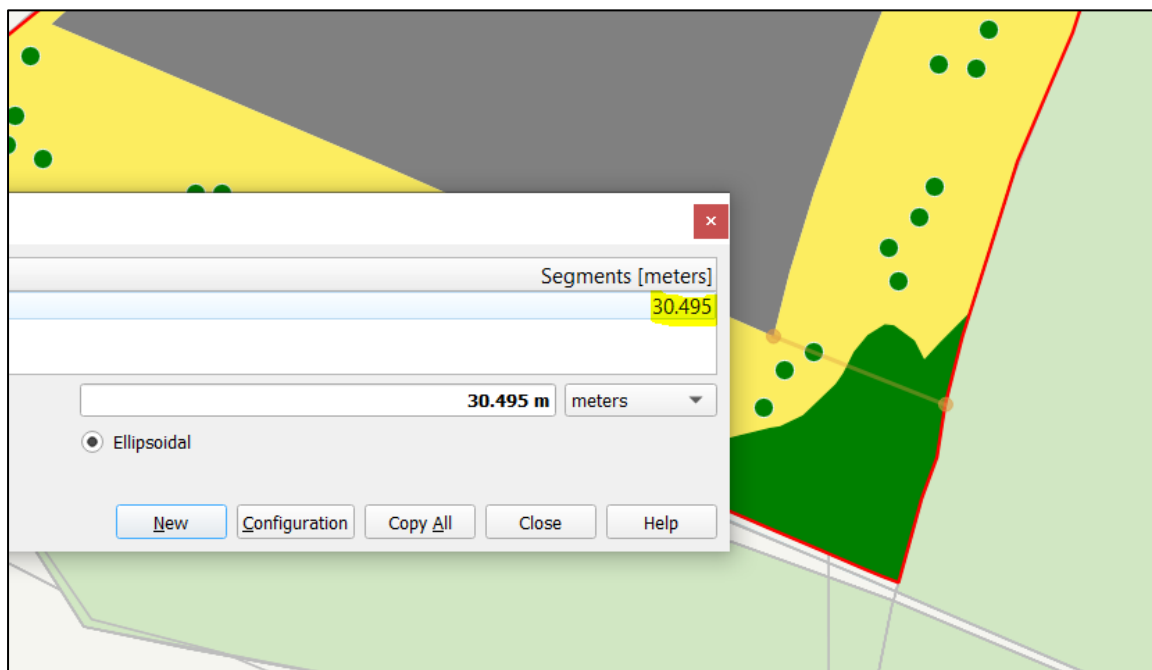 Segments [meters]
30.495
30.495 m meters
Ellipsoidal
New Configuration Copy All Close Help